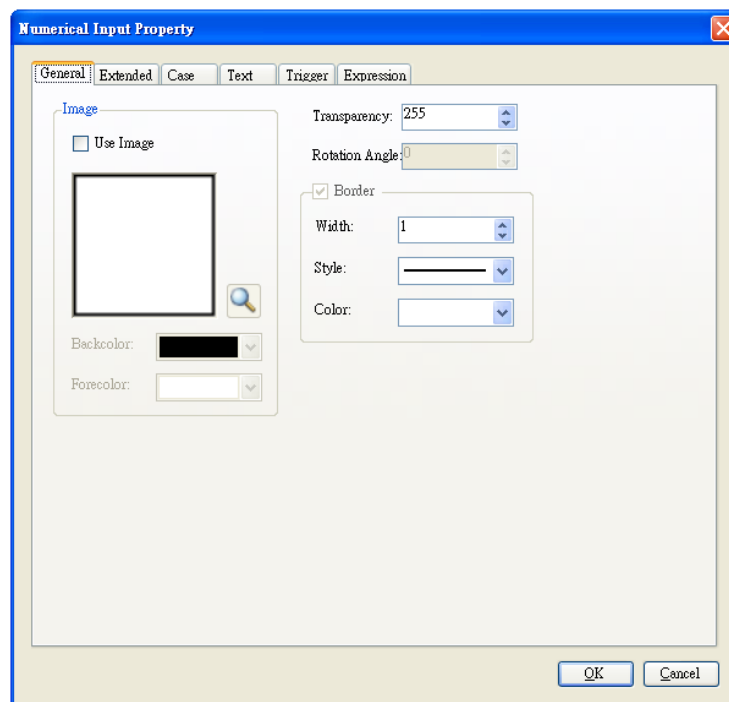 Numerical Input Property
General Extended Case Text Trigger Expression
Image
Use Image
Backcolor:
Forecolor:
Transparency: 255
Rotation Angle: 0
Border
Width: 1
Style:
Color:
OK Cancel